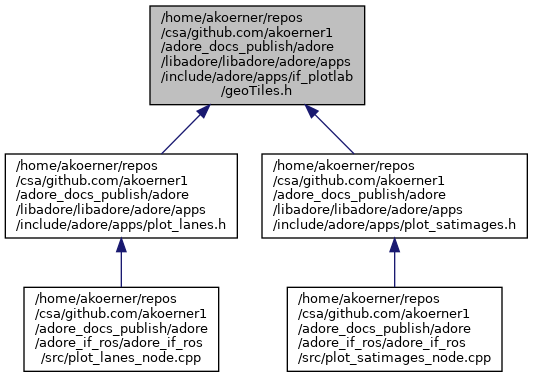 /home/akoerner/repos
/csa/github.com/akoerner1
/adore_docs_publish/adore
/libadore/libadore/adore/apps
/include/adore/apps/if_plotlab
/geoTiles.h
/home/akoerner/repos
/csa/github.com/akoerner1
/adore_docs_publish/adore
/libadore/libadore/adore/apps
/include/adore/apps/plot_lanes.h
/home/akoerner/repos
/csa/github.com/akoerner1
/adore_docs_publish/adore
/libadore/libadore/adore/apps
/include/adore/apps/plot_satimages.h
/home/akoerner/repos
/csa/github.com/akoerner1
/adore_docs_publish/adore
/adore_if_ros/adore_if_ros
/src/plot_lanes_node.cpp
/home/akoerner/repos
/csa/github.com/akoerner1
/adore_docs_publish/adore
/adore_if_ros/adore_if_ros
/src/plot_satimages_node.cpp